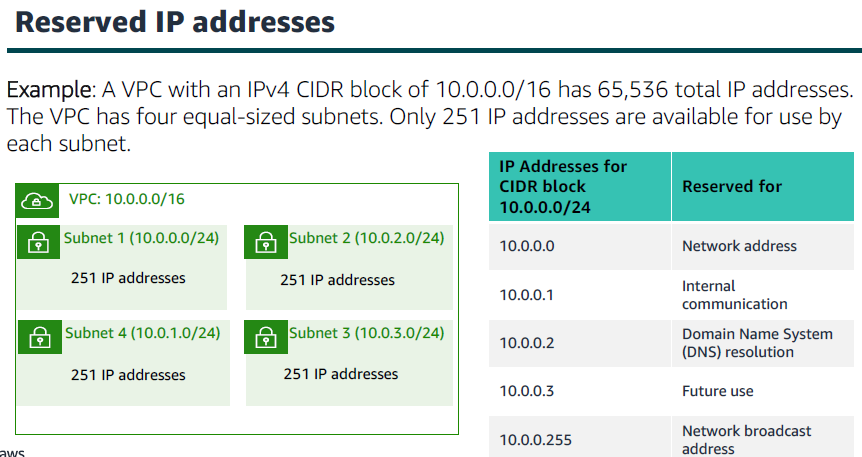 Reserved IP addresses
Example: A VPC with an IPv4 CIDR block of 10.0.0.0/16 has 65,536 total IP addresses.
The VPC has four equal-sized subnets. Only 251 IP addresses are available for use by
each subnet.
VPC: 10.0.0.0/16
Subnet 1 (10.0.0.0/24)
251 IP addresses
Subnet 2 (10.0.2.0/24)
251 IP addresses
Subnet 4 (10.0.1.0/24)
251 IP addresses
Subnet 3 (10.0.3.0/24)
251 IP addresses
IP Addresses for
CIDR block
10.0.0.0/24
Reserved for
10.0.0.0
Network address
10.0.0.1
Internal
communication
10.0.0.2
Domain Name System
(DNS) resolution
10.0.0.3
Future use
10.0.0.255
Network broadcast
address
aws